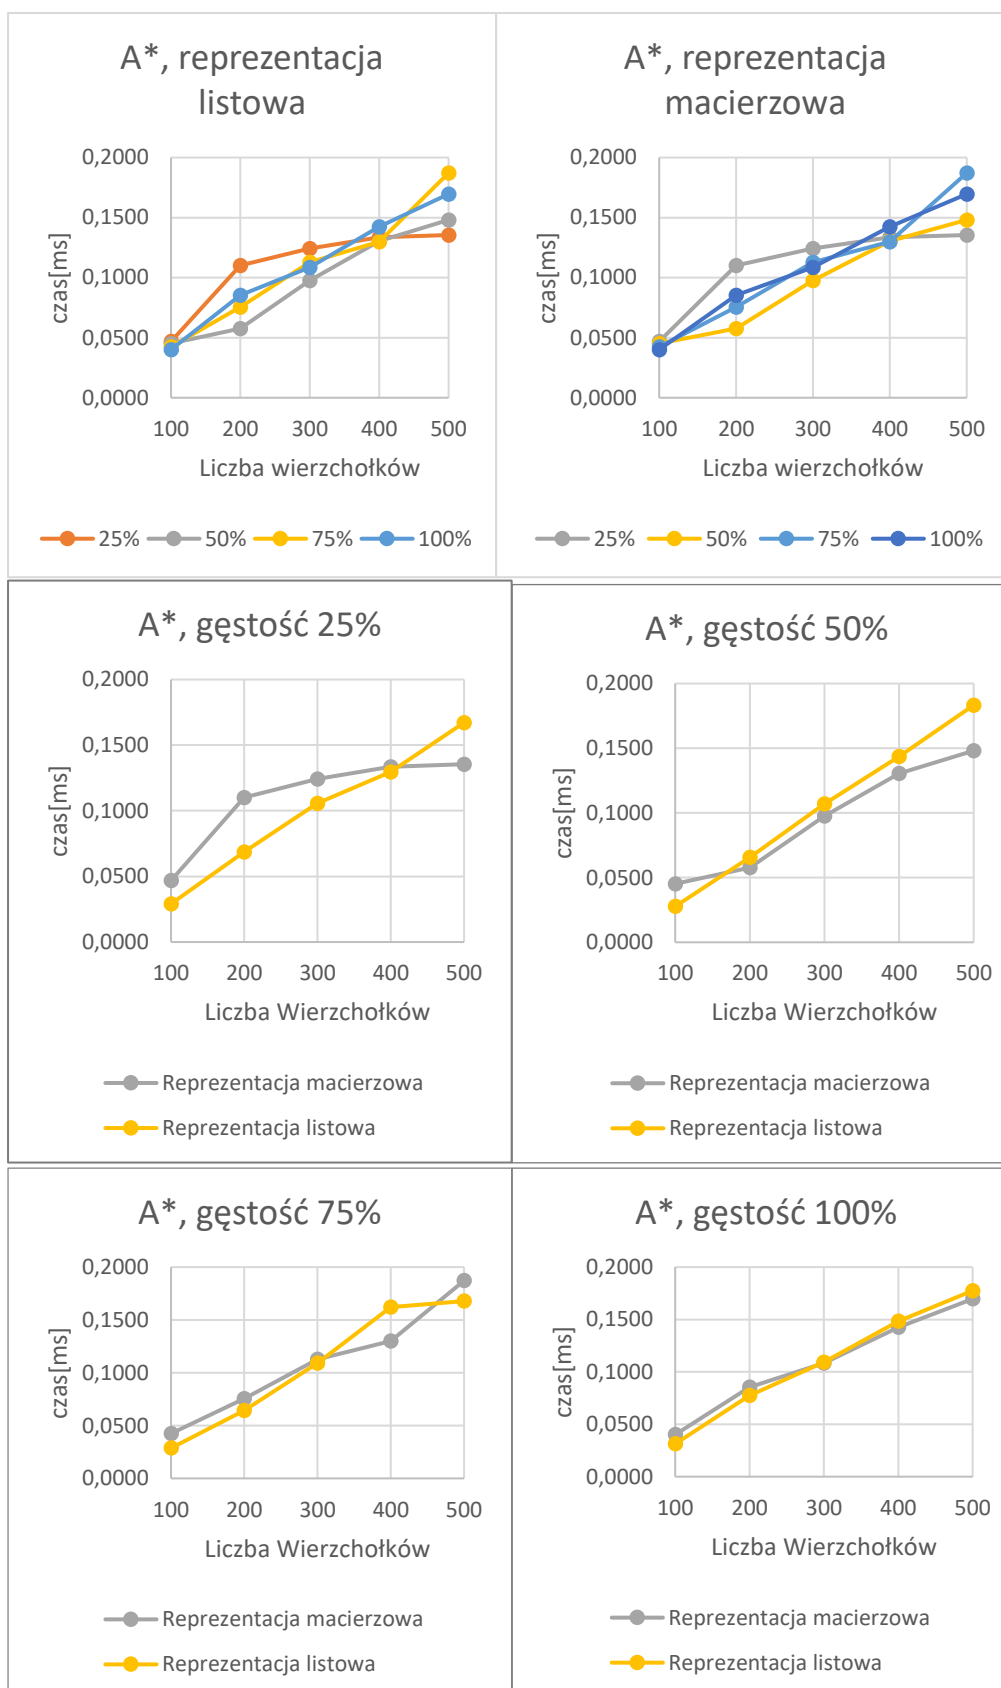 A*, reprezentacja
listowa
0,2000
0,1500
0,1000
0,0500
0,0000
czas[ms]
100 200 300 400 500
Liczba wierzchołków
25% 50% 75% 100%
A*, reprezentacja
macierzowa
0,2000
0,1500
0,1000
0,0500
0,0000
czas[ms]
100 200 300 400 500
Liczba wierzchołków
25% 50% 75% 100%
A*, gęstość 25%
0,2000
0,1500
0,1000
0,0500
0,0000
czas[ms]
100 200 300 400 500
Liczba Wierzchołków
Reprezentacja macierzowa
Reprezentacja listowa
A*, gęstość 50%
0,2000
0,1500
0,1000
0,0500
0,0000
czas[ms]
100 200 300 400 500
Liczba Wierzchołków
Reprezentacja macierzowa
Reprezentacja listowa
A*, gęstość 75%
0,2000
0,1500
0,1000
0,0500
0,0000
czas[ms]
100 200 300 400 500
Liczba Wierzchołków
Reprezentacja macierzowa
Reprezentacja listowa
A*, gęstość 100%
0,2000
0,1500
0,1000
0,0500
0,0000
czas[ms]
100 200 300 400 500
Liczba Wierzchołków
Reprezentacja macierzowa
Reprezentacja listowa